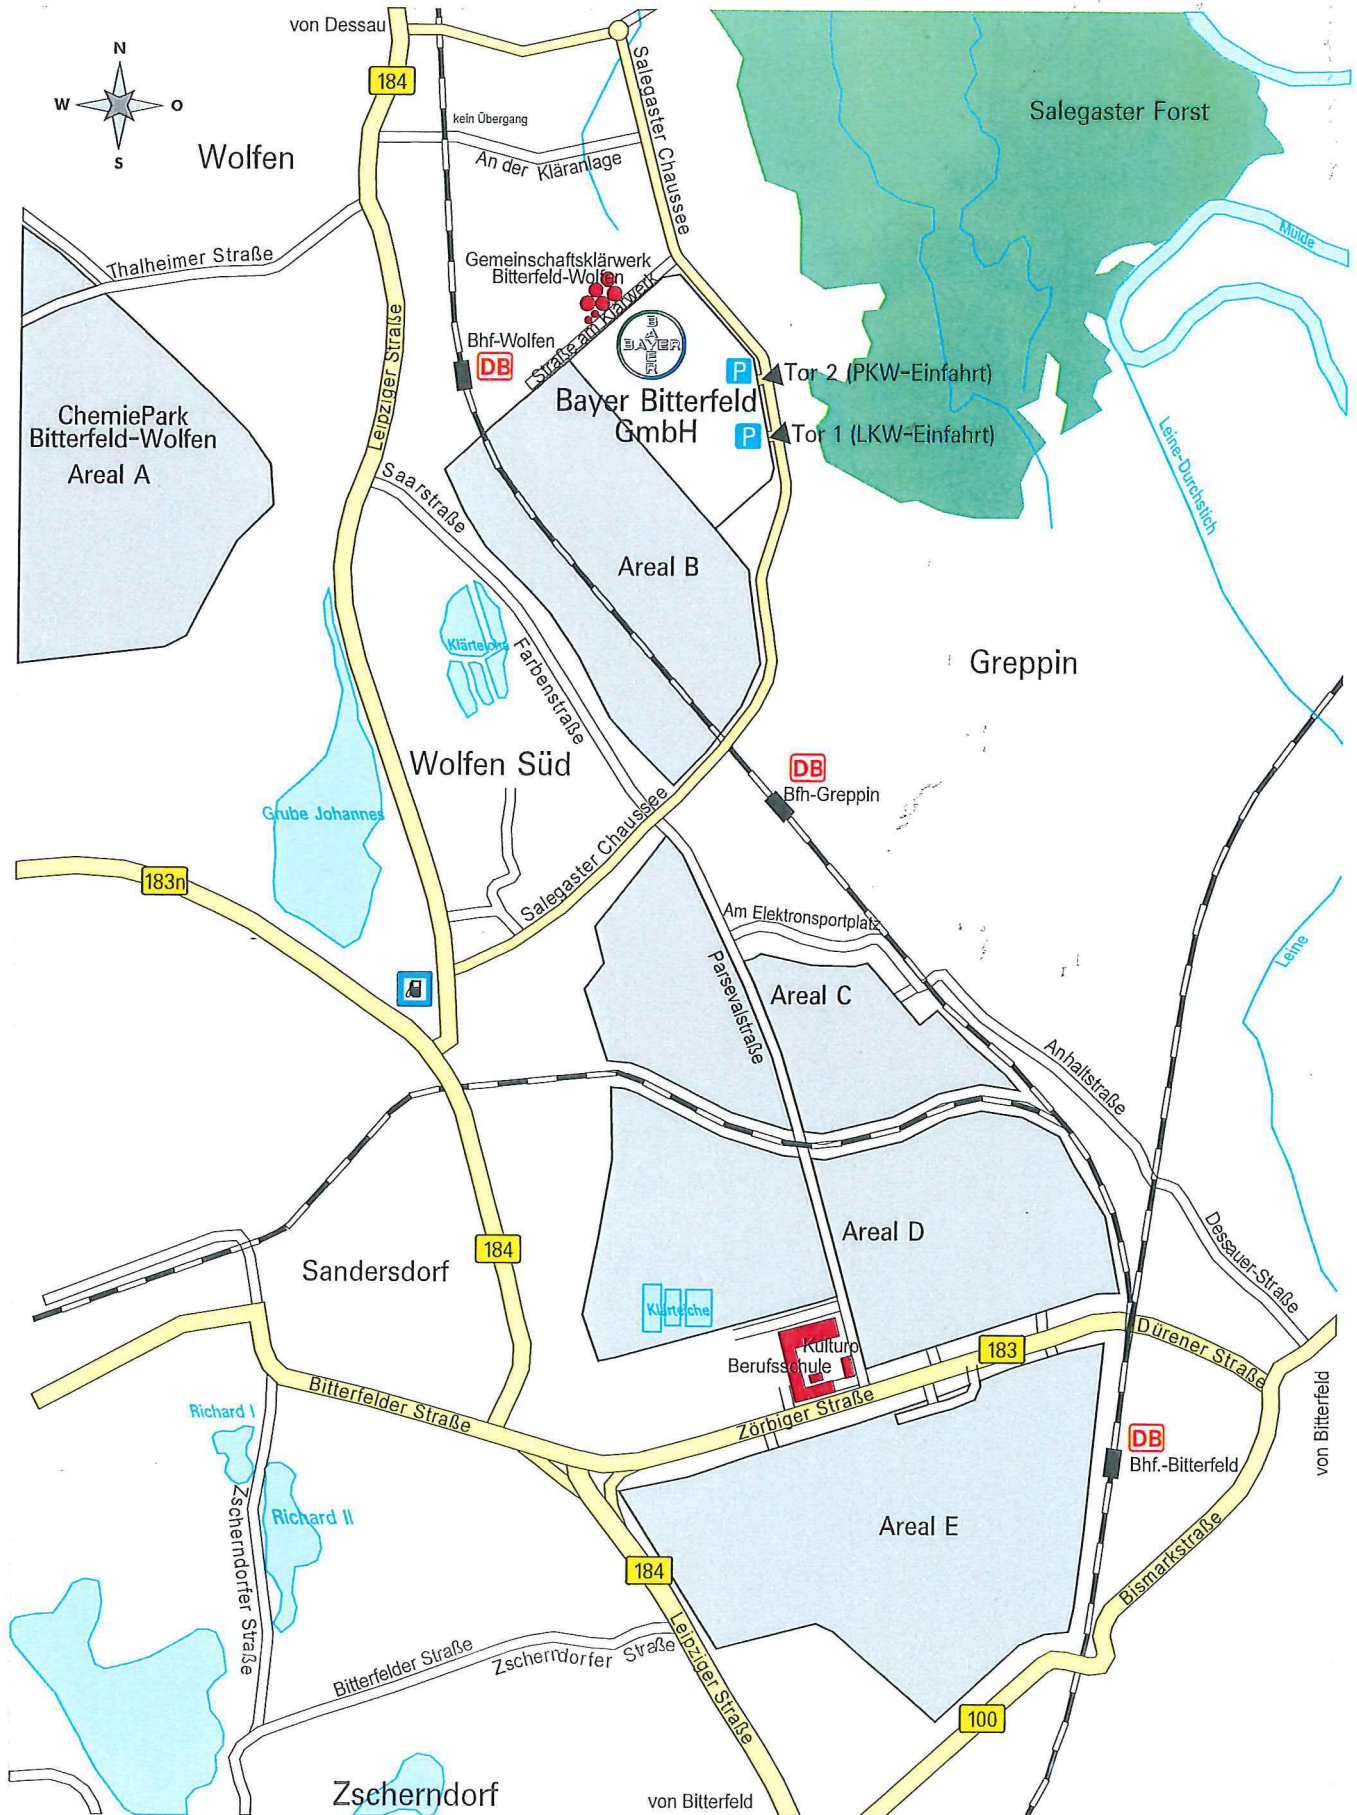 von Dessau
N
W
O
S
184
kein Übergang
Salegaster Chaussee
Salegaster Forst
Wolfen
An der Kläranlage
Mulde
Thalheimer Straße
Gemeinschaftsklärwerk
Bitterfeld-Wolfen
Straße am Klärwerk
Leipziger Straße
Bhf-Wolfen
DB
BAYER
BAYER
P
Tor 2 (PKW-Einfahrt)
Bayer Bitterfeld
GmbH
P
Tor 1 (LKW-Einfahrt)
ChemiePark
Bitterfeld-Wolfen
Areal A
Leine-Durchstich
Saarstraße
Areal B
Klärteiche
Farbenstraße
Greppin
Wolfen Süd
DB
Bfh-Greppin
Grube Johannes
Salegaster Chaussee
183n
Am Elektronsportplatz
Leine
Parsevalstraße
Areal C
Anhaltstraße
Areal D
Dessauer-Straße
184
Sandersdorf
Klärteiche
Kulturp
Berufsschule
183
Dürener Straße
Bitterfelder Straße
Zörbiger Straße
von Bitterfeld
Richard I
DB
Bhf.-Bitterfeld
Zscherndorfer Straße
Richard II
Areal E
184
Bismarkstraße
Leipziger Straße
Bitterfelder Straße
Zscherndorfer Straße
100
Zscherndorf
von Bitterfeld